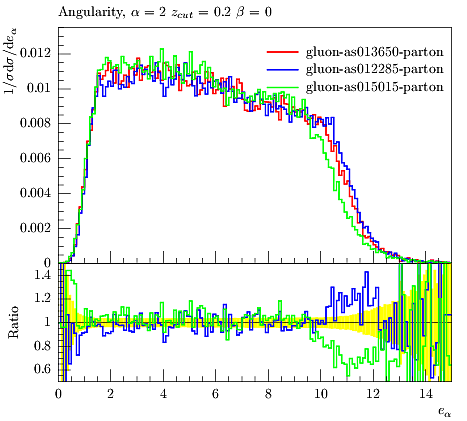 Angularity, α = 2 z_cut = 0.2 β = 0
1/σ dσ/de_α
gluon-as013650-parton
gluon-as012285-parton
gluon-as015015-parton
0.012
0.01
0.008
0.006
0.004
0.002
0
Ratio
1.4
1.2
1
0.8
0.6
0 2 4 6 8 10 12 14
e_α